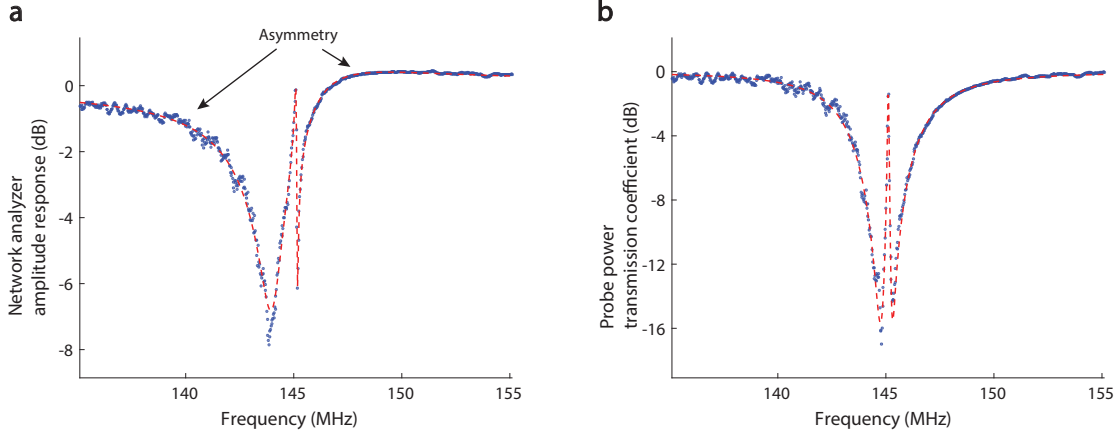 a
Asymmetry
0
-2
-4
-6
-8
Network analyzer
amplitude response (dB)
140
145
150
155
Frequency (MHz)
b
0
-4
-8
-12
-16
Probe power
transmission coefficient (dB)
140
145
150
155
Frequency (MHz)